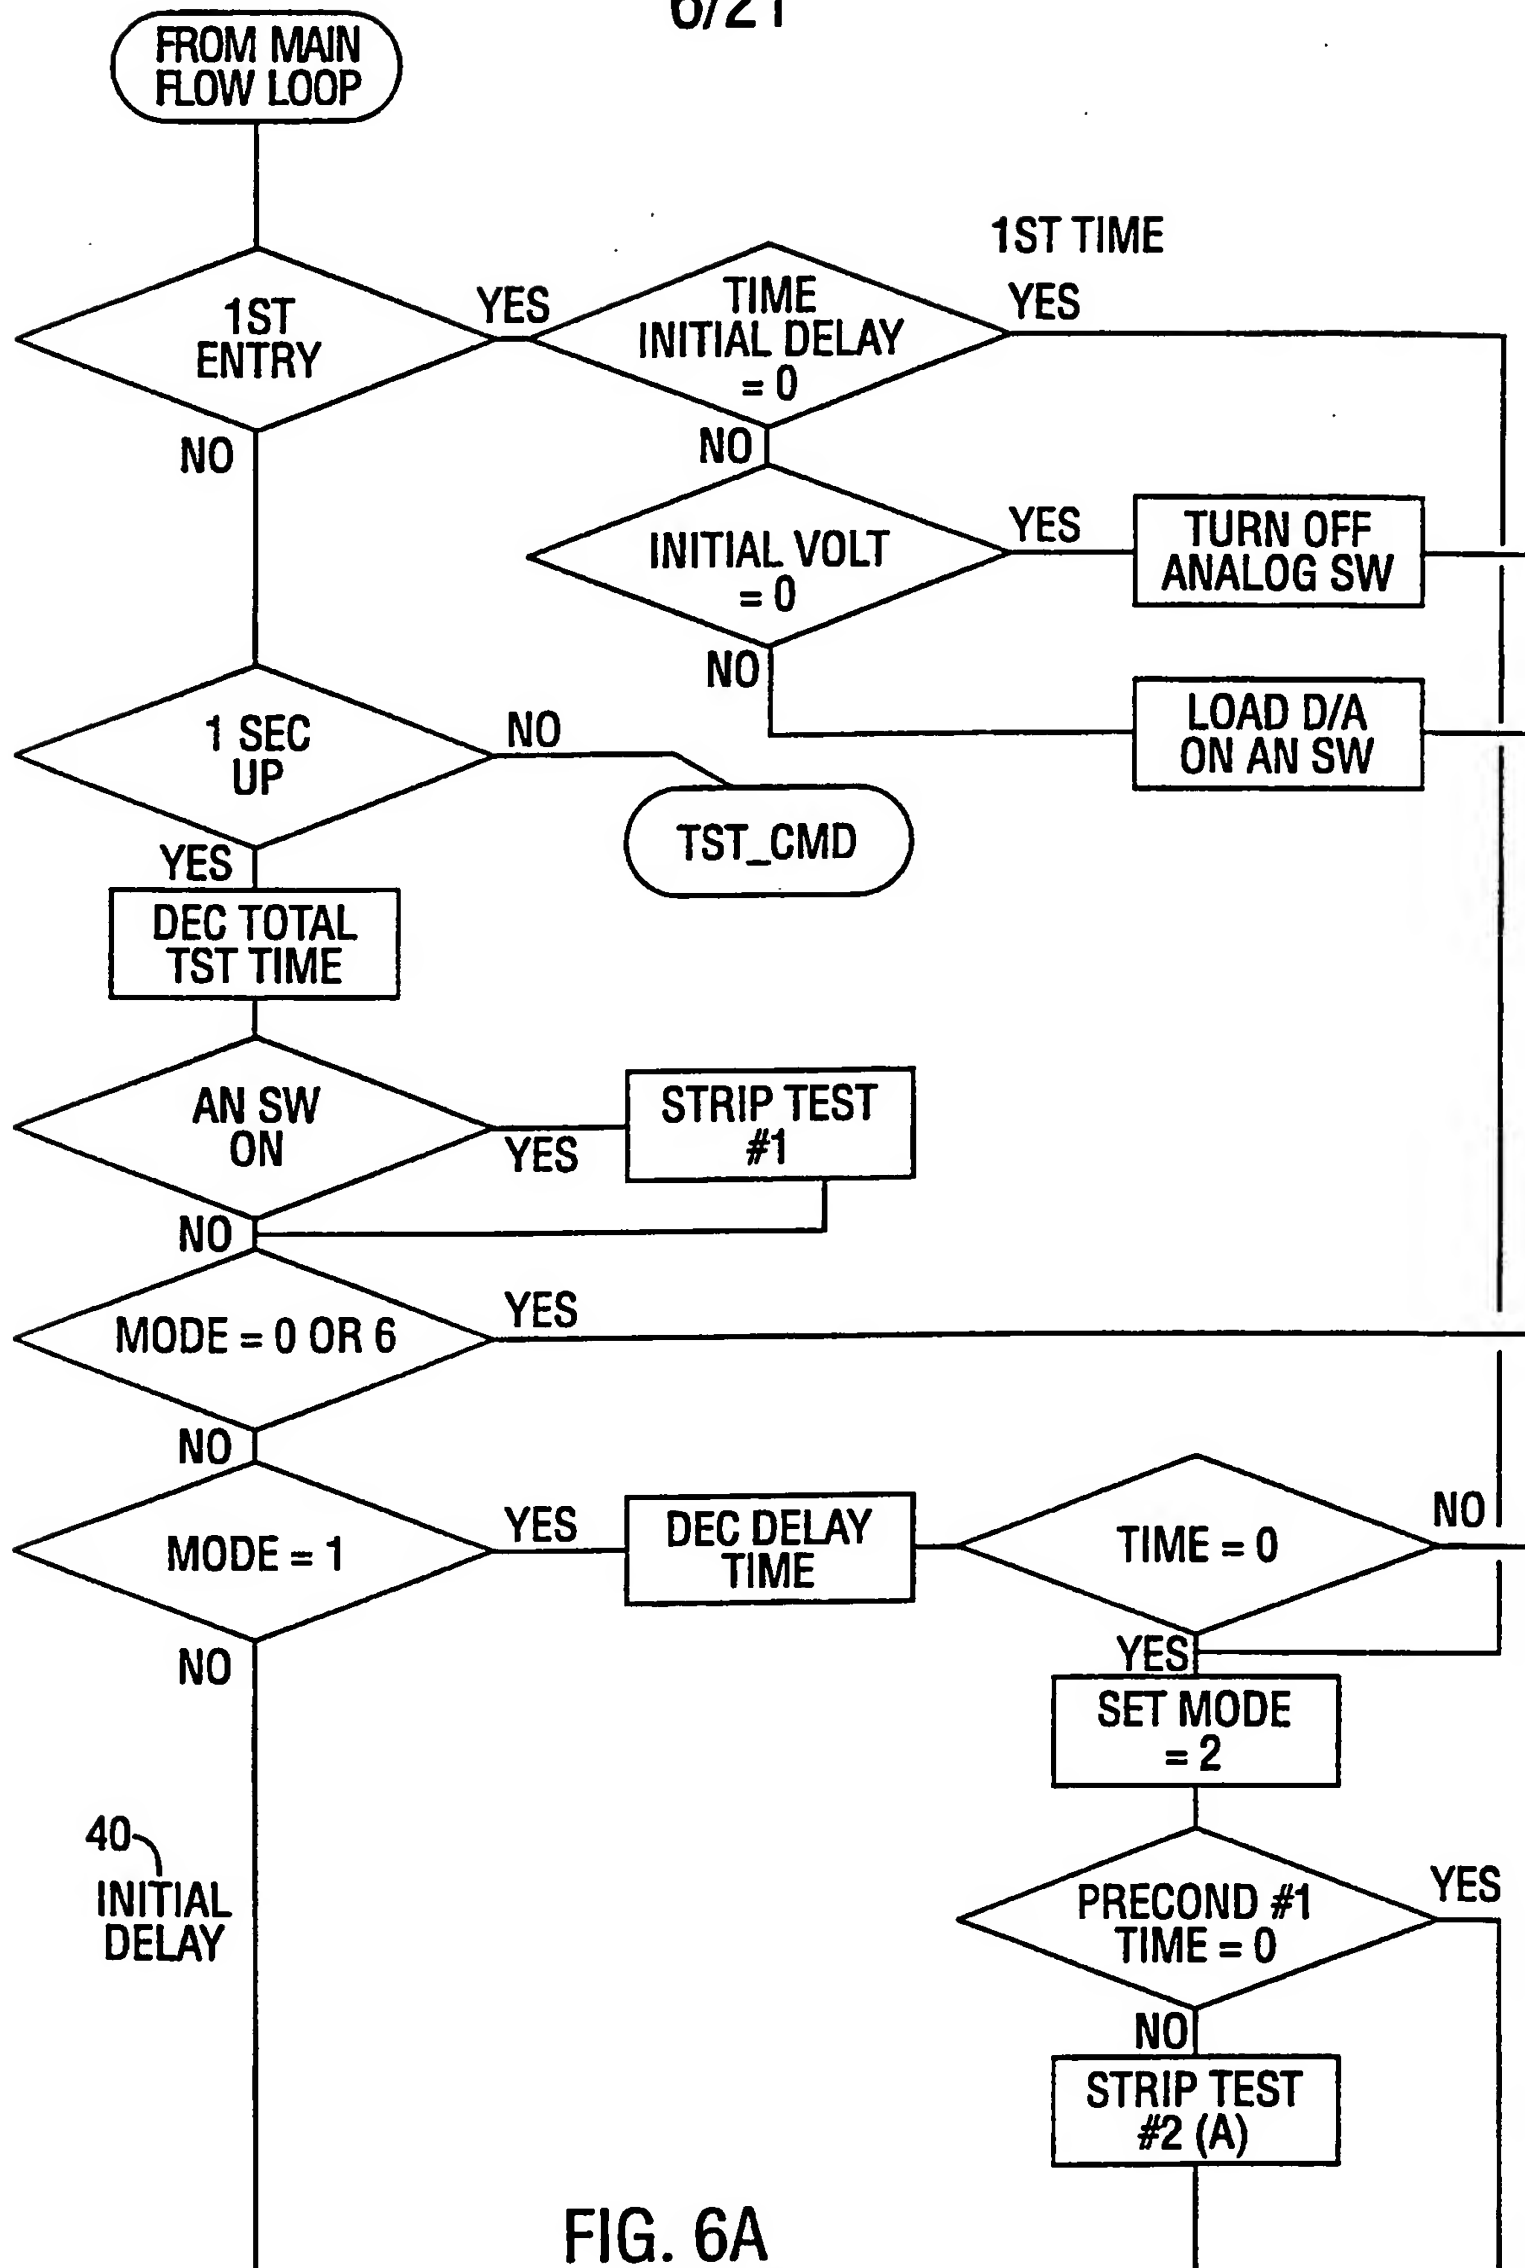 6/21
FROM MAIN
FLOW LOOP
1ST TIME
1ST
ENTRY
YES
TIME
INITIAL DELAY
= 0
YES
NO
NO
INITIAL VOLT
= 0
YES
TURN OFF
ANALOG SW
NO
LOAD D/A
ON AN SW
1 SEC
UP
NO
TST_CMD
YES
DEC TOTAL
TST TIME
AN SW
ON
YES
STRIP TEST
#1
NO
MODE = 0 OR 6
YES
NO
MODE = 1
YES
DEC DELAY
TIME
TIME = 0
NO
NO
YES
SET MODE
= 2
40
INITIAL
DELAY
PRECOND #1
TIME = 0
YES
NO
STRIP TEST
#2 (A)
FIG. 6A